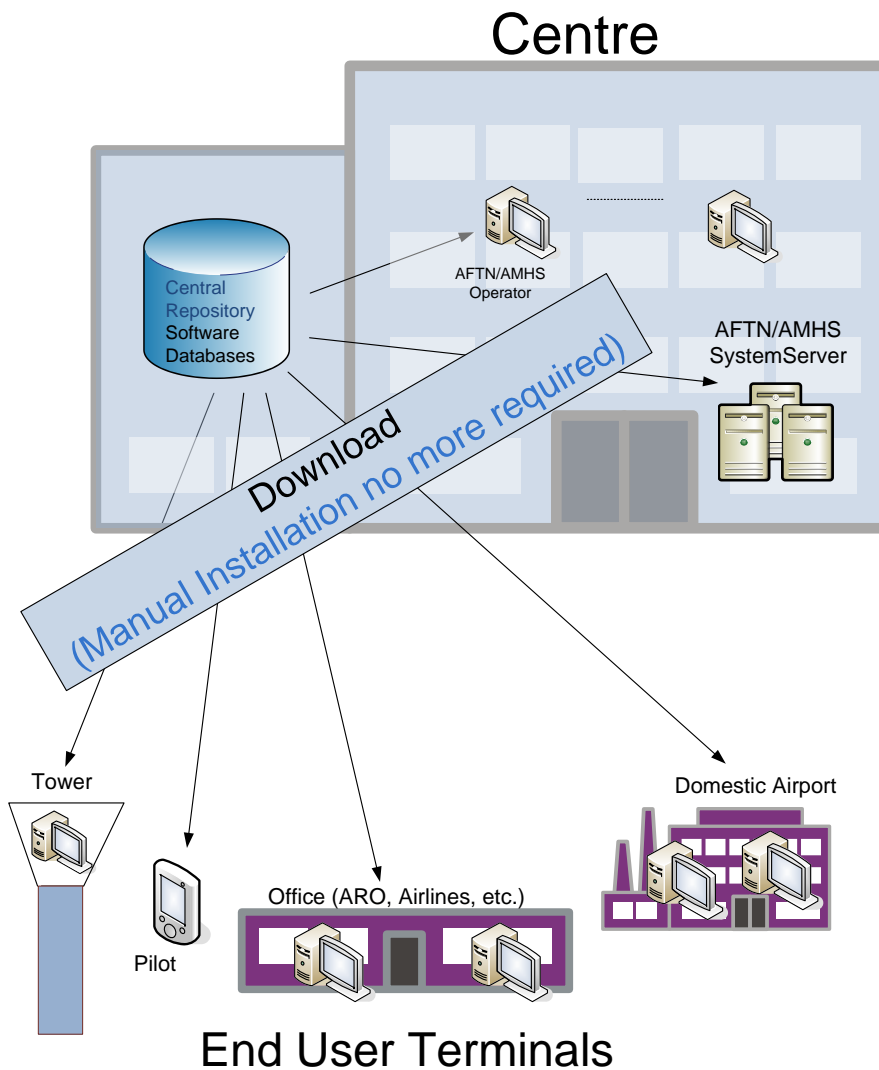 Centre
Central
Repository
Software
Databases
AFTN/AMHS
Operator
AFTN/AMHS
SystemServer
Download
(Manual Installation no more required)
Tower
Domestic Airport
Office (ARO, Airlines, etc.)
Pilot
End User Terminals